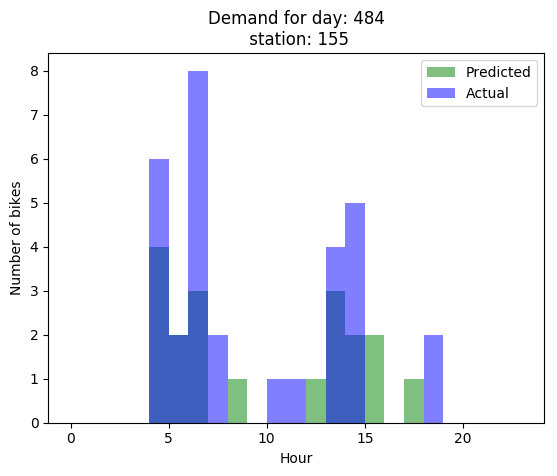 Demand for day: 484
station: 155
Predicted
Actual
Number of bikes
8
7
6
5
4
3
2
1
0
0 5 10 15 20
Hour